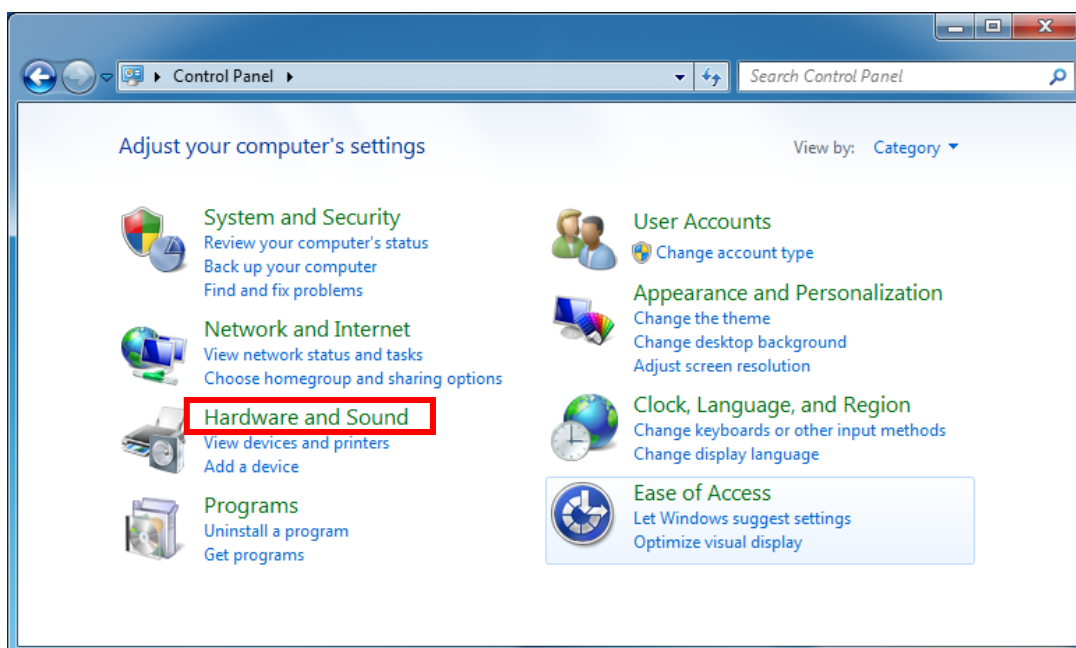 Control Panel
Search Control Panel
Adjust your computer's settings
View by: Category
System and Security
Review your computer's status
Back up your computer
Find and fix problems
Network and Internet
View network status and tasks
Choose homegroup and sharing options
Hardware and Sound
View devices and printers
Add a device
Programs
Uninstall a program
Get programs
User Accounts
Change account type
Appearance and Personalization
Change the theme
Change desktop background
Adjust screen resolution
Clock, Language, and Region
Change keyboards or other input methods
Change display language
Ease of Access
Let Windows suggest settings
Optimize visual display